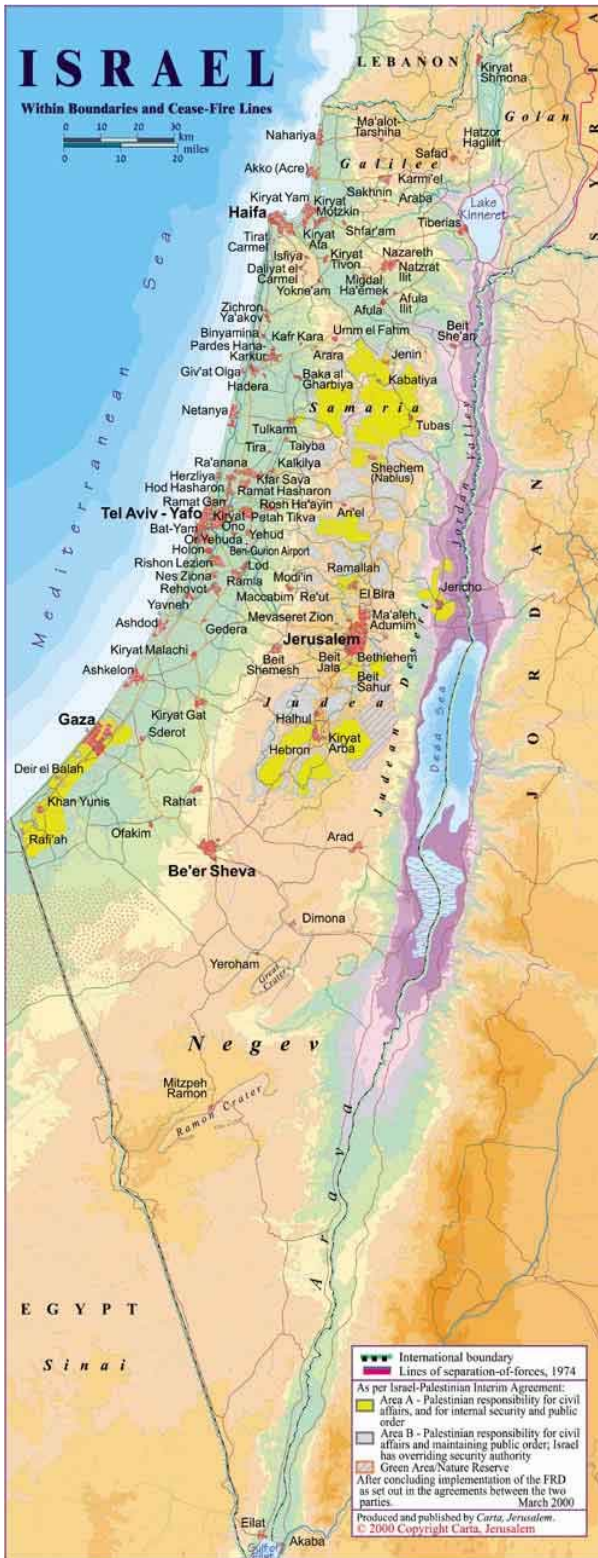 ISRAEL
Within Boundaries and Cease-Fire Lines
0 10 20 30
km
miles
0 10 20
LEBANON
SYRIA
Kiryat
Shmona
Golan
Ma'alot-
Tarshiha
Hatzor
Haglilit
Nahariya
Galilee
Safad
Akko (Acre)
Karmi'el
Sakhnin
Araba
Kiryat Yam
Kiryat
Motzkin
Lake
Kinneret
Haifa
Kiryat
Ata
Shfar'am
Tiberias
Tirat
Carmel
Isfiya
Kiryat
Tivon
Nazareth
Natzrat
Ilit
Daliyat el
Carmel
Migdal
Ha'emek
Yokne'am
Afula
Afula
Ilit
Zichron
Ya'akov
Beit
She'an
Binyamina
Kafr Kara
Umm el Fahm
Pardes Hana-
Karkur
Arara
Jenin
Giv'at Olga
Baka al
Gharbiya
Kabatiya
Hadera
Samaria
Netanya
Tubas
Tulkarm
Tira
Taiyba
Jordan Valley
Ra'anana
Kalkilya
Shechem
(Nablus)
Herzliya
Kfar Sava
Hod Hasharon
Ramat Hasharon
Ramat Gan
Rosh Ha'ayin
Ari'el
Tel Aviv - Yafo
Kiryat
Ono
Petah Tikva
Bat-Yam
Yehud
Or Yehuda
Holon
Ben-Gurion Airport
Rishon Lezion
Lod
Ramallah
Nes Ziona
Ramla
Modi'in
Jericho
Rehovot
Maccabim
Re'ut
El Bira
Yavneh
Mevaseret Zion
Ma'aleh
Adumim
Ashdod
Gedera
Jerusalem
Kiryat Malachi
Beit
Shemesh
Beit
Jala
Bethlehem
Ashkelon
Beit
Sahur
Mediterranean Sea
Judean Desert
Dead Sea
JORDAN
Kiryat Gat
Judea
Gaza
Halhul
Sderot
Hebron
Kiryat
Arba
Deir el Balah
Khan Yunis
Rahat
Rafi'ah
Ofakim
Arad
Be'er Sheva
Dimona
Yeroham
Great
Crater
Negev
Mitzpeh
Ramon
Ramon Crater
Arava
EGYPT
Sinai
International boundary
Lines of separation-of-forces, 1974
As per Israel-Palestinian Interim Agreement:
Area A - Palestinian responsibility for civil
affairs, and for internal security and public
order
Area B - Palestinian responsibility for civil
affairs and maintaining public order; Israel
has overriding security authority
Green Area/Nature Reserve
After concluding implementation of the FRD
as set out in the agreements between the two
parties. March 2000
Produced and published by Carta, Jerusalem.
© 2000 Copyright Carta, Jerusalem
Eilat
Akaba